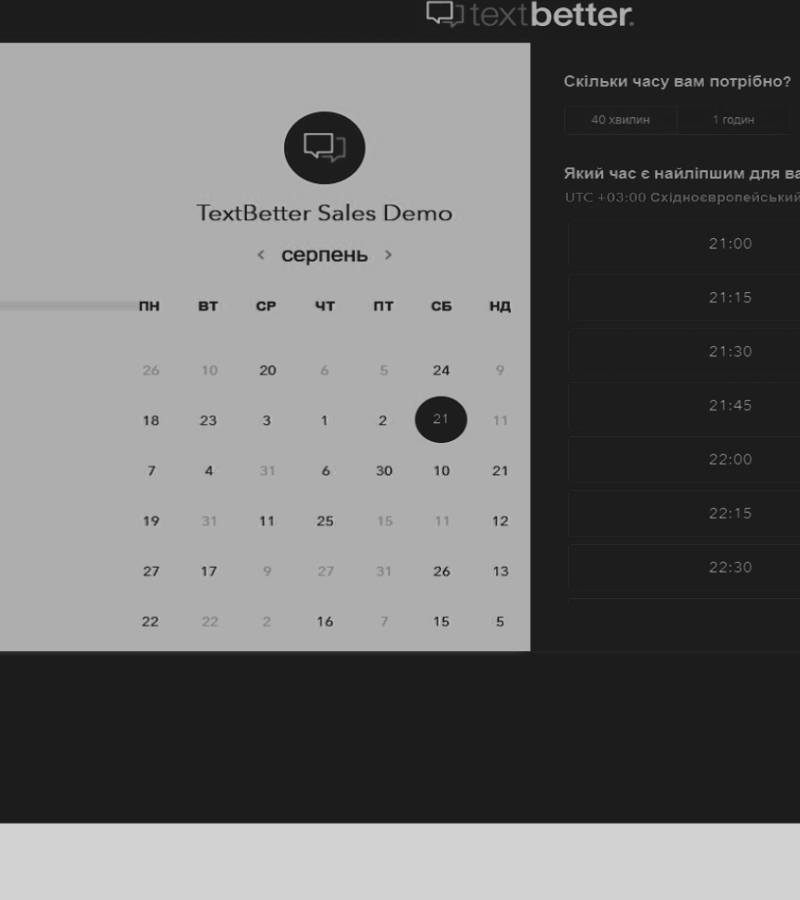 textbetter.
TextBetter Sales Demo
< серпень >
ПН ВТ СР ЧТ ПТ СБ НД
26 10 20 6 5 24 9
18 23 3 1 2 21 11
7 4 31 6 30 10 21
19 31 11 25 15 11 12
27 17 9 27 31 26 13
22 22 2 16 7 15 5
Скільки часу вам потрібно?
40 хвилин 1 годин
Який час є найліпшим для ва
UTC +03:00 Східноєвропейський
21:00
21:15
21:30
21:45
22:00
22:15
22:30